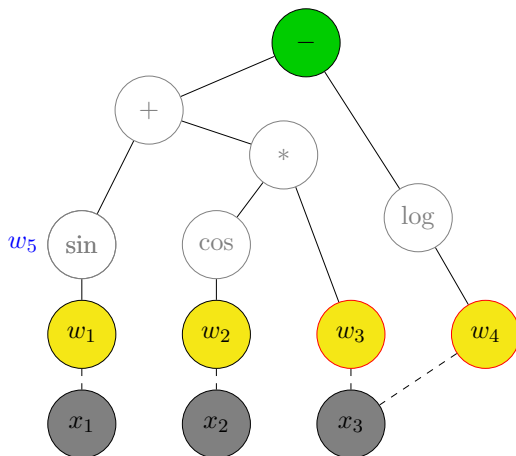 −
+
*
log
w₅ sin cos
w₁ w₂ w₃ w₄
x₁ x₂ x₃